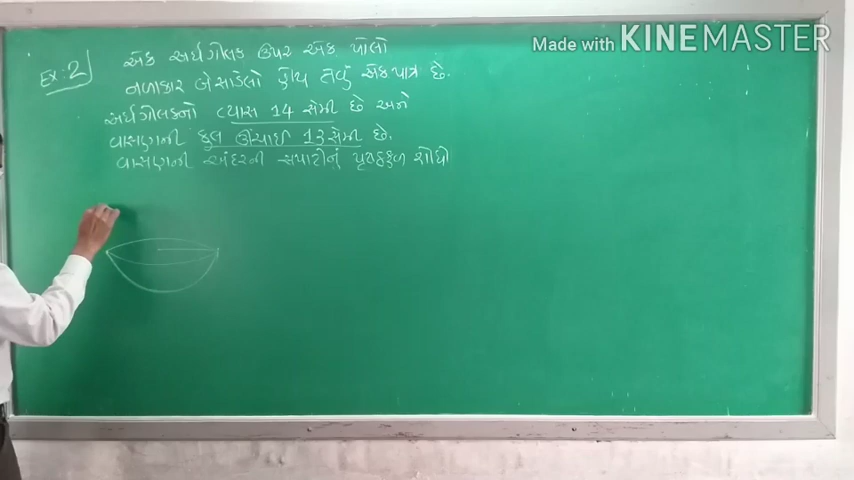 Made with KINEMASTER
Ex:2 એક અર્ધગોલક ઉપર એક પોલો
નળાકાર બેસાડેલો હોય તેવું એક પાત્ર છે.
અર્ધગોલકનો વ્યાસ 14 સેમી છે અને
વાસણની કુલ ઊંચાઈ 13 સેમી છે.
વાસણની અંદરની સપાટીનું પૃષ્ઠફળ શોધો